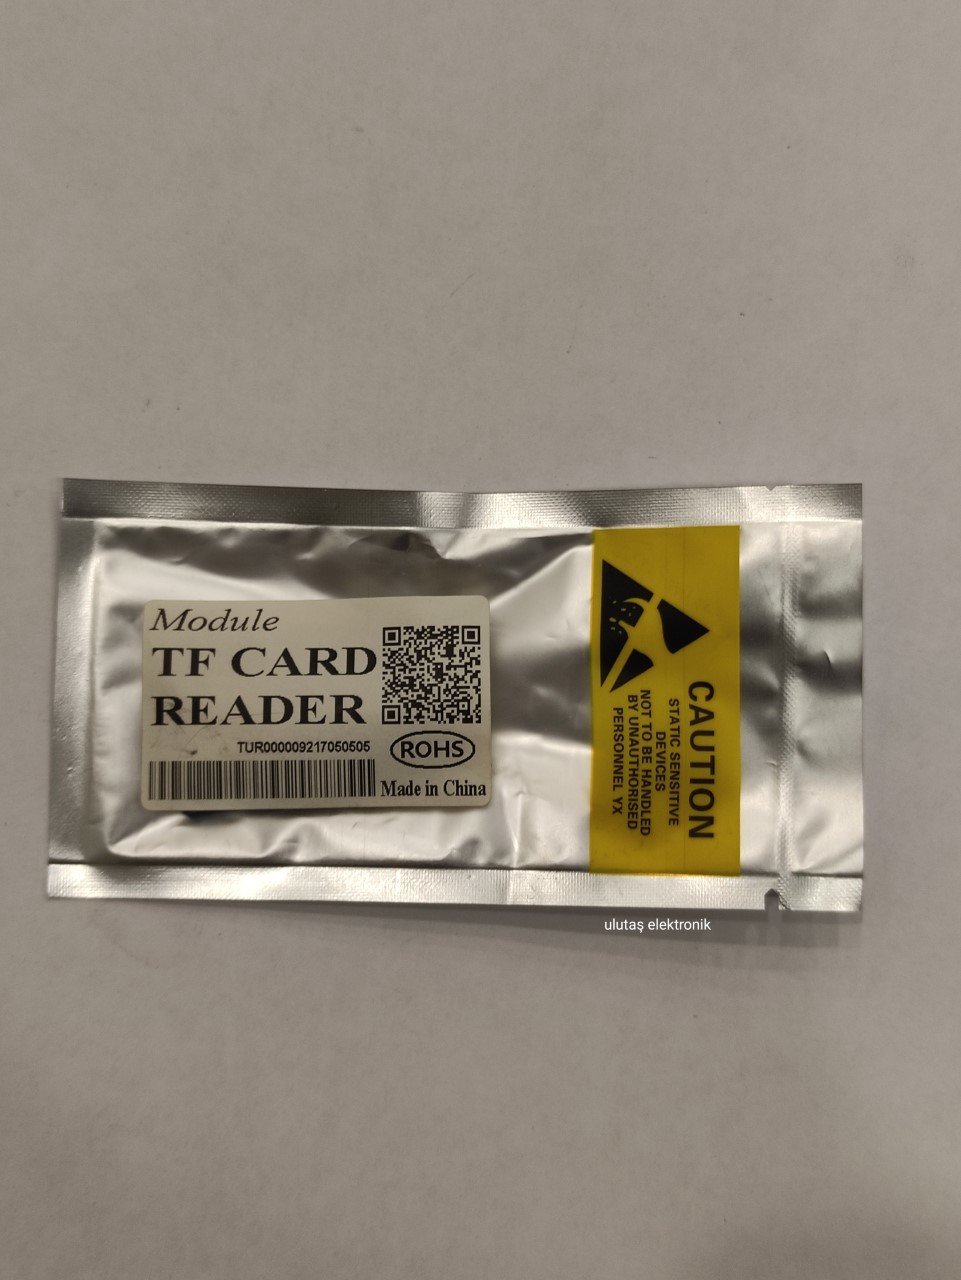 Module
TF CARD
READER
TUR000009217050505
ROHS
Made in China
CAUTION
STATIC SENSITIVE
DEVICES
NOT TO BE HANDLED
BY UNAUTHORISED
PERSONNEL YX
ulutaş elektronik